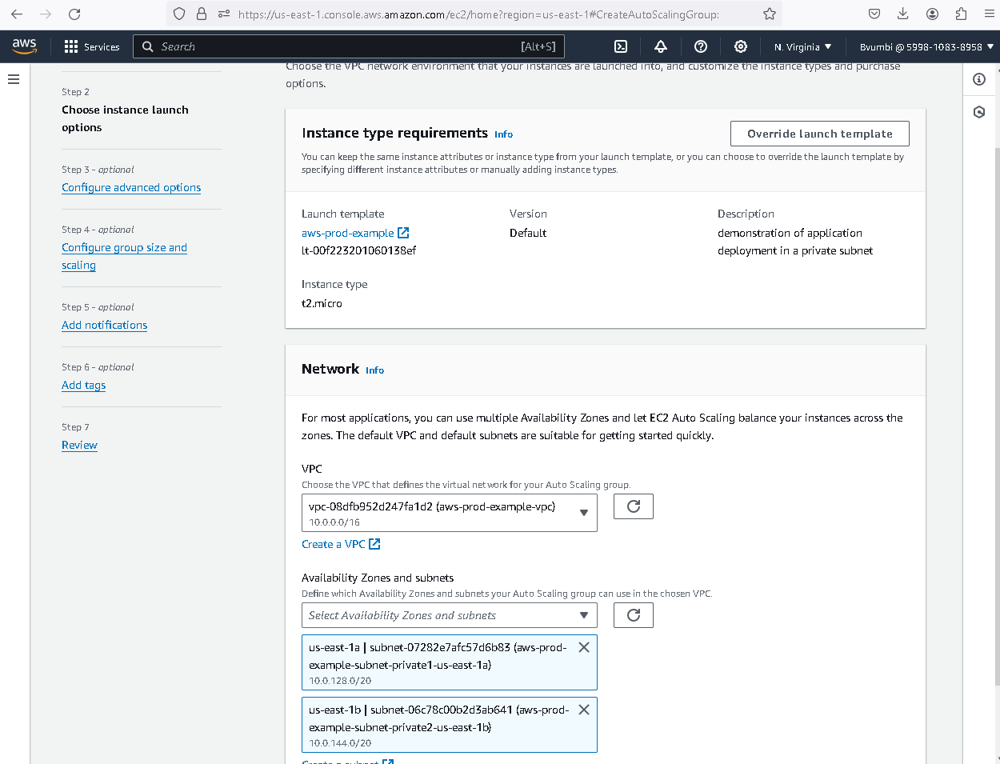 https://us-east-1.console.aws.amazon.com/ec2/home?region=us-east-1#CreateAutoScalingGroup:
aws
Services
Search
[Alt+S]
N. Virginia
Bvumbi @ 5998-1083-8958
Choose the VPC network environment that your instances are launched into, and customize the instance types and purchase
options.
Step 2
Choose instance launch
options
Step 3 - optional
Configure advanced options
Step 4 - optional
Configure group size and
scaling
Step 5 - optional
Add notifications
Step 6 - optional
Add tags
Step 7
Review
Instance type requirements Info
Override launch template
You can keep the same instance attributes or instance type from your launch template, or you can choose to override the launch template by
specifying different instance attributes or manually adding instance types.
Launch template
aws-prod-example
lt-00f223201060138ef
Version
Default
Description
demonstration of application
deployment in a private subnet
Instance type
t2.micro
Network Info
For most applications, you can use multiple Availability Zones and let EC2 Auto Scaling balance your instances across the
zones. The default VPC and default subnets are suitable for getting started quickly.
VPC
Choose the VPC that defines the virtual network for your Auto Scaling group.
vpc-08dfb952d247fa1d2 (aws-prod-example-vpc)
10.0.0.0/16
Create a VPC
Availability Zones and subnets
Define which Availability Zones and subnets your Auto Scaling group can use in the chosen VPC.
Select Availability Zones and subnets
us-east-1a | subnet-07282e7afc57d6b83 (aws-prod-
example-subnet-private1-us-east-1a)
10.0.128.0/20
us-east-1b | subnet-06c78c00b2d3ab641 (aws-prod-
example-subnet-private2-us-east-1b)
10.0.144.0/20
Create a subnet